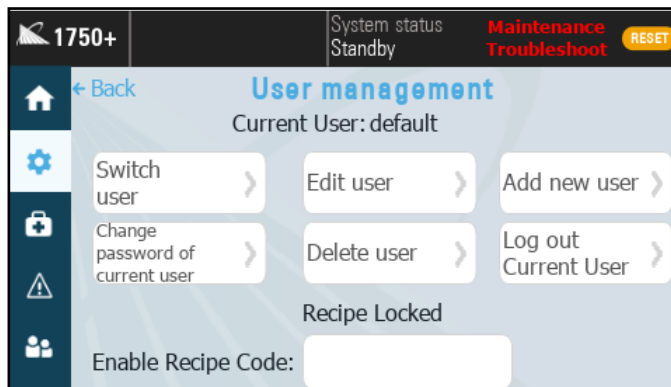 1750+
System status
Standby
Maintenance
Troubleshoot
RESET
← Back
User management
Current User: default
Switch
user
Edit user
Add new user
Change
password of
current user
Delete user
Log out
Current User
Recipe Locked
Enable Recipe Code: